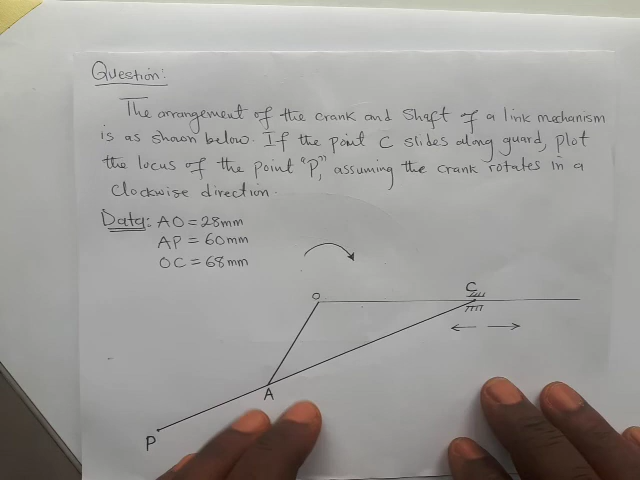 Question:
The arrangement of the crank and Shaft of a link mechanism
is as shown below. If the point C slides along guard, plot
the locus of the point "P", assuming the crank rotates in a
clockwise direction.
Data: AO = 28mm
AP = 60mm
OC = 68mm
O
C
A
P